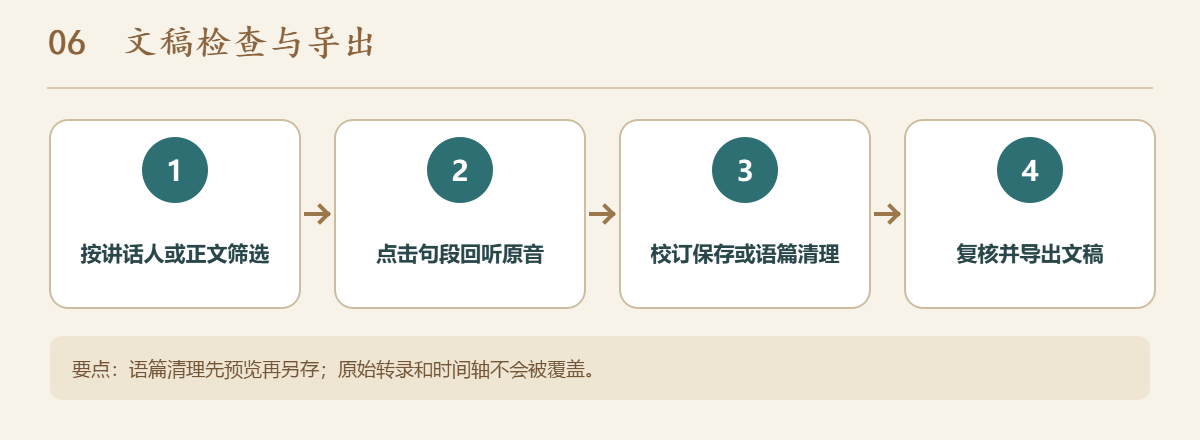 06 文稿检查与导出
1
按讲话人或正文筛选
2
点击句段回听原音
3
校订保存或语篇清理
4
复核并导出文稿
要点：语篇清理先预览再另存；原始转录和时间轴不会被覆盖。